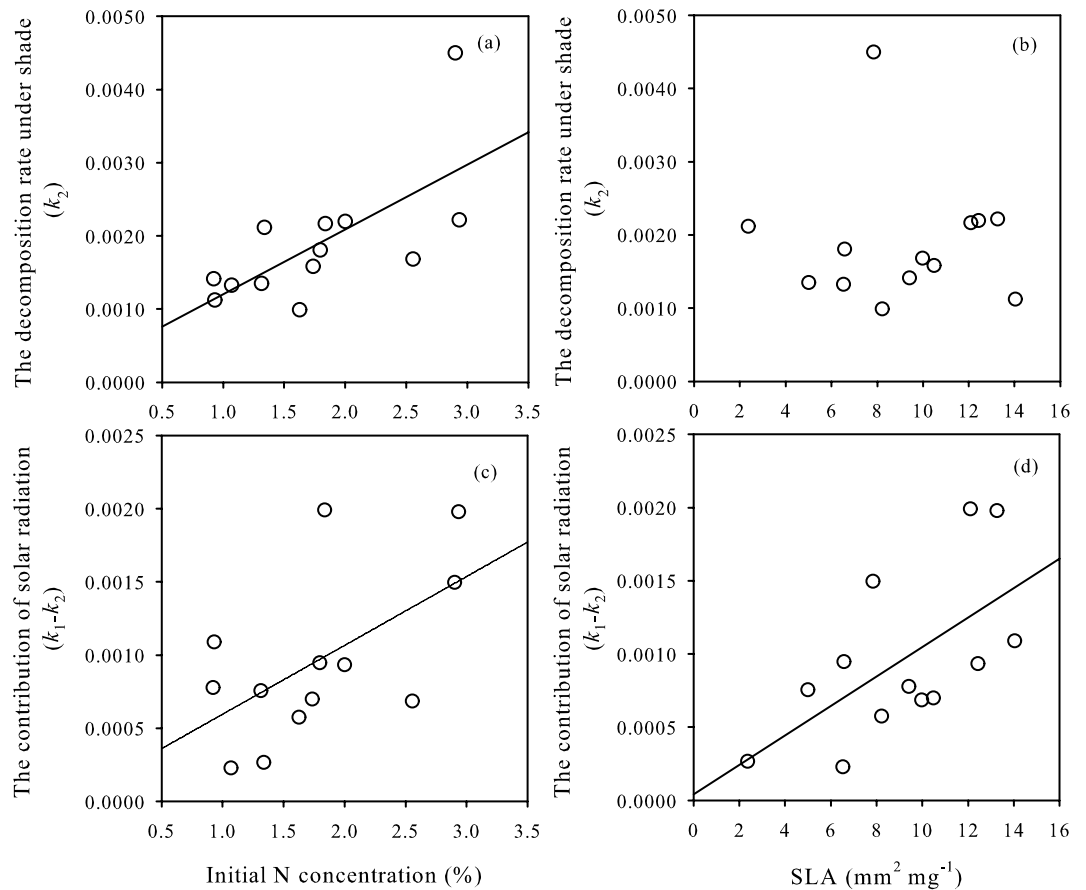 The decomposition rate under shade
(k2)
0.0050
0.0040
0.0030
0.0020
0.0010
0.0000
(a)
0.5 1.0 1.5 2.0 2.5 3.0 3.5
The decomposition rate under shade
(k2)
0.0050
0.0040
0.0030
0.0020
0.0010
0.0000
(b)
0 2 4 6 8 10 12 14 16
The contribution of solar radiation
(k1-k2)
0.0025
0.0020
0.0015
0.0010
0.0005
0.0000
(c)
0.5 1.0 1.5 2.0 2.5 3.0 3.5
Initial N concentration (%)
The contribution of solar radiation
(k1-k2)
0.0025
0.0020
0.0015
0.0010
0.0005
0.0000
(d)
0 2 4 6 8 10 12 14 16
SLA (mm2 mg-1)